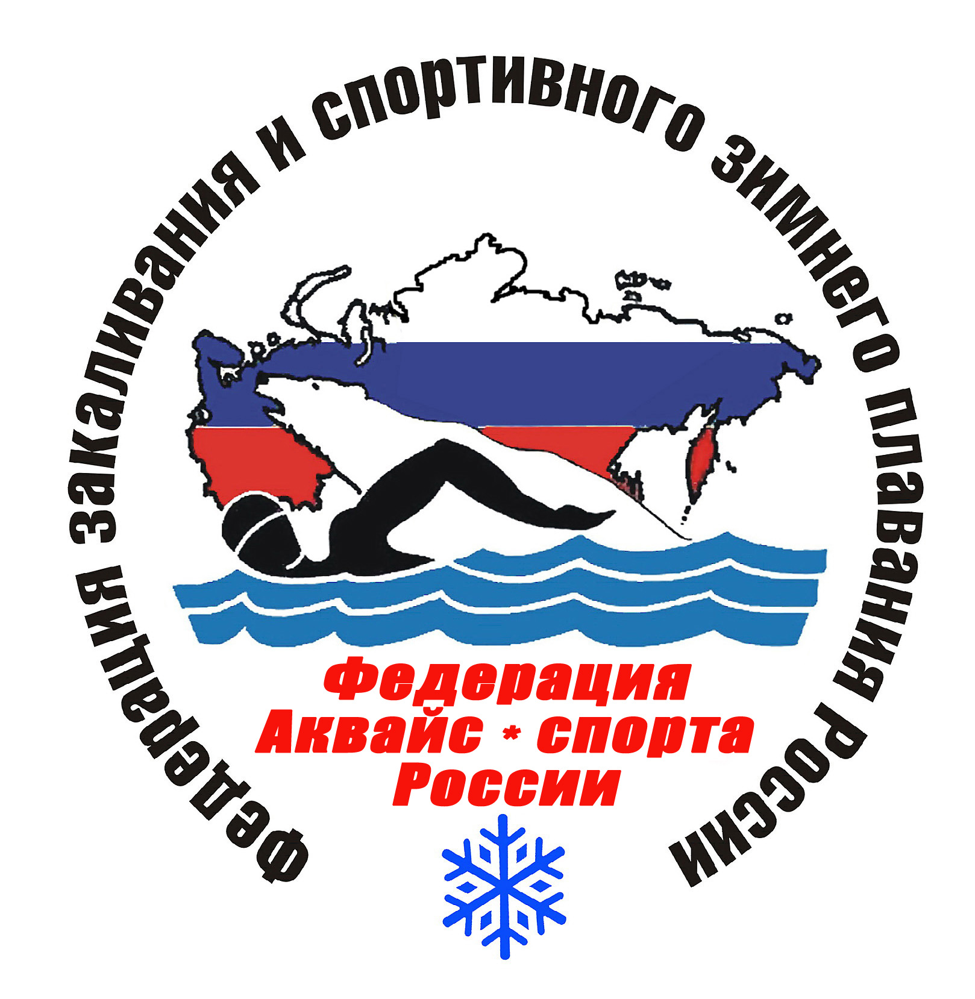 Федерация закаливания и спортивного зимнего плавания России
Федерация
Аквайс * спорта
России